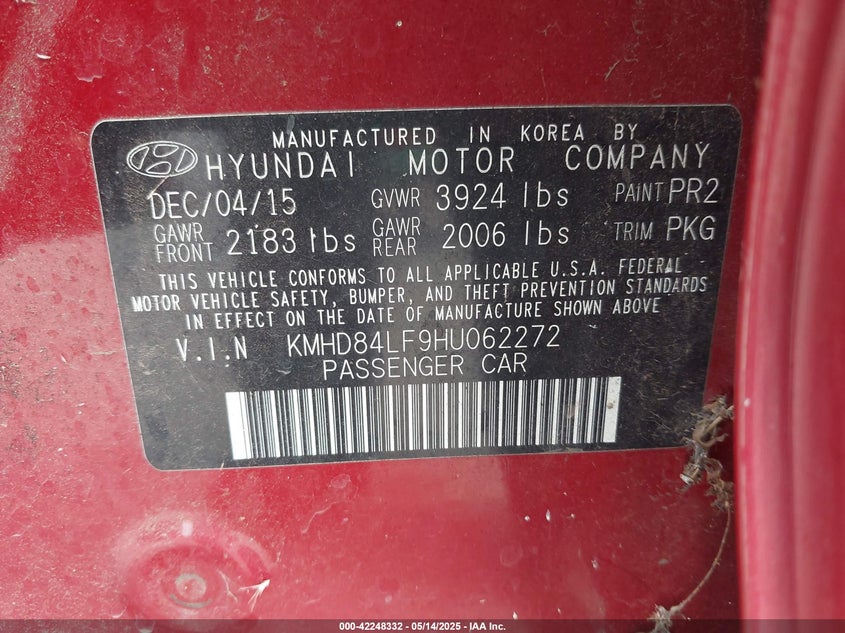 MANUFACTURED IN KOREA BY
HYUNDAI MOTOR COMPANY
DEC/04/15 GVWR 3924 lbs PAINT PR2
GAWR FRONT 2183 lbs GAWR REAR 2006 lbs TRIM PKG
THIS VEHICLE CONFORMS TO ALL APPLICABLE U.S.A. FEDERAL
MOTOR VEHICLE SAFETY, BUMPER, AND THEFT PREVENTION STANDARDS
IN EFFECT ON THE DATE OF MANUFACTURE SHOWN ABOVE
V.I.N KMHD84LF9HU062272
PASSENGER CAR
000-42248332 - 05/14/2025 - IAA Inc.